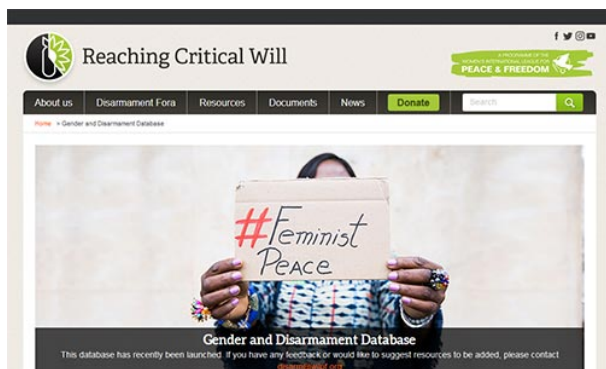 Reaching Critical Will
A PROGRAMME OF THE
WOMEN'S INTERNATIONAL LEAGUE FOR
PEACE & FREEDOM
About us Disarmament Fora Resources Documents News Donate Search
Home > Gender and Disarmament Database
#Feminist
Peace
Gender and Disarmament Database
This database has recently been launched. If you have any feedback or would like to suggest resources to be added, please contact